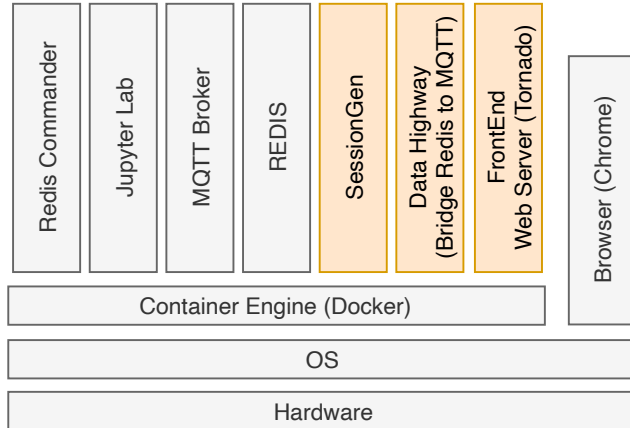 Redis Commander
Jupyter Lab
MQTT Broker
REDIS
SessionGen
Data Highway
(Bridge Redis to MQTT)
FrontEnd
Web Server (Tornado)
Browser (Chrome)
Container Engine (Docker)
OS
Hardware